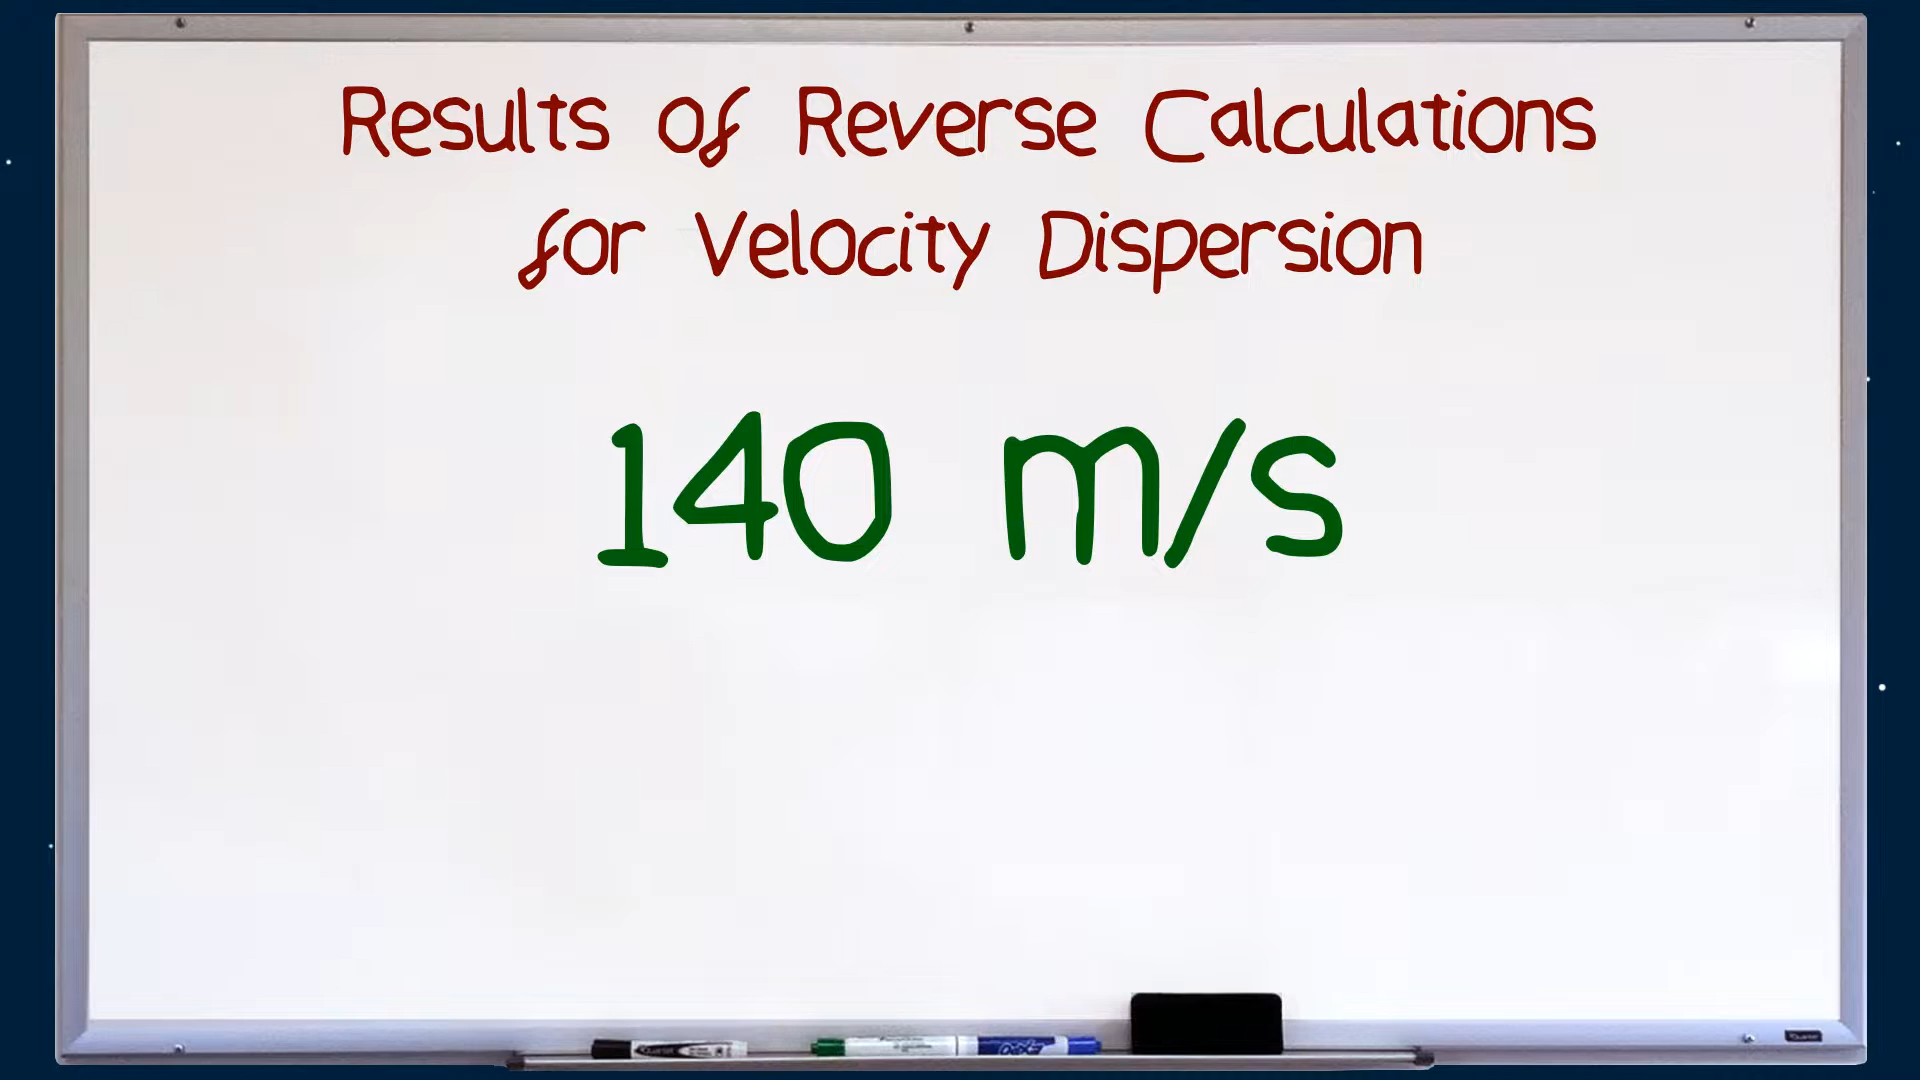 Results of Reverse Calculations
for Velocity Dispersion
140 m/s